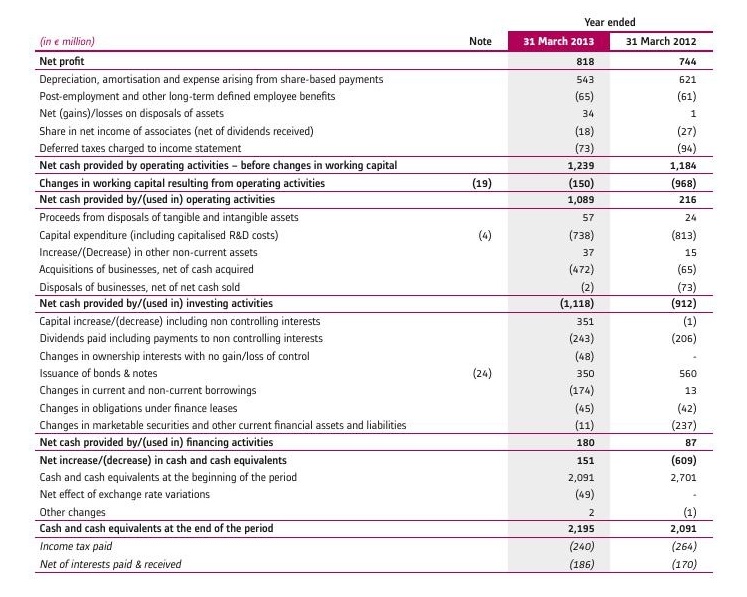 Year ended
(in € million) Note 31 March 2013 31 March 2012
Net profit 818 744
Depreciation, amortisation and expense arising from share-based payments 543 621
Post-employment and other long-term defined employee benefits (65) (61)
Net (gains)/losses on disposals of assets 34 1
Share in net income of associates (net of dividends received) (18) (27)
Deferred taxes charged to income statement (73) (94)
Net cash provided by operating activities – before changes in working capital 1,239 1,184
Changes in working capital resulting from operating activities (19) (150) (968)
Net cash provided by/(used in) operating activities 1,089 216
Proceeds from disposals of tangible and intangible assets 57 24
Capital expenditure (including capitalised R&D costs) (4) (738) (813)
Increase/(Decrease) in other non-current assets 37 15
Acquisitions of businesses, net of cash acquired (472) (65)
Disposals of businesses, net of net cash sold (2) (73)
Net cash provided by/(used in) investing activities (1,118) (912)
Capital increase/(decrease) including non controlling interests 351 (1)
Dividends paid including payments to non controlling interests (243) (206)
Changes in ownership interests with no gain/loss of control (48) -
Issuance of bonds & notes (24) 350 560
Changes in current and non-current borrowings (174) 13
Changes in obligations under finance leases (45) (42)
Changes in marketable securities and other current financial assets and liabilities (11) (237)
Net cash provided by/(used in) financing activities 180 87
Net increase/(decrease) in cash and cash equivalents 151 (609)
Cash and cash equivalents at the beginning of the period 2,091 2,701
Net effect of exchange rate variations (49) -
Other changes 2 (1)
Cash and cash equivalents at the end of the period 2,195 2,091
Income tax paid (240) (264)
Net of interests paid & received (186) (170)